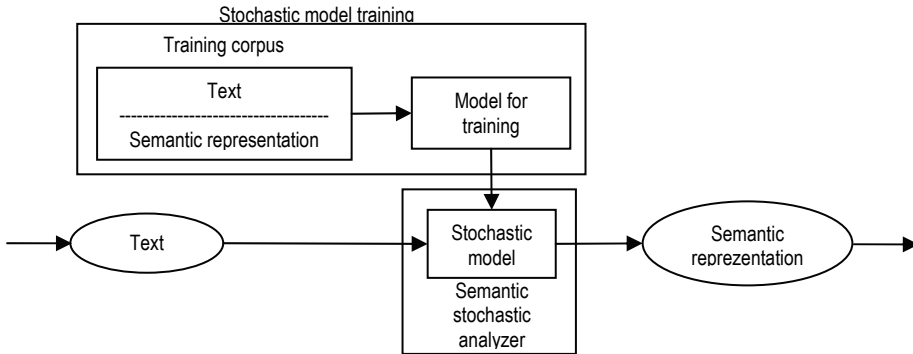 Stochastic model training
Training corpus
Text
------------------------------------
Semantic representation
Model for
training
Text
Stochastic
model
Semantic
stochastic
analyzer
Semantic
reprezentation